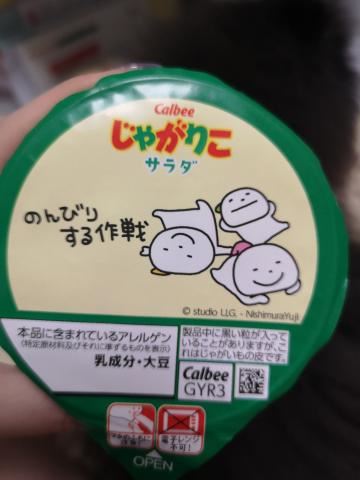 Calbee
じゃがりこ
サラダ
のんびり
する作戦
© studio U.G. - NishimuraYuji
本品に含まれているアレルゲン
(特定原材料及びそれに準ずるものを表示)
乳成分・大豆
製品中に黒い粒が入って
いることがありますが、こ
れはじゃがいもの皮です。
Calbee
GYR3
電子レンジ
不可!
OPEN